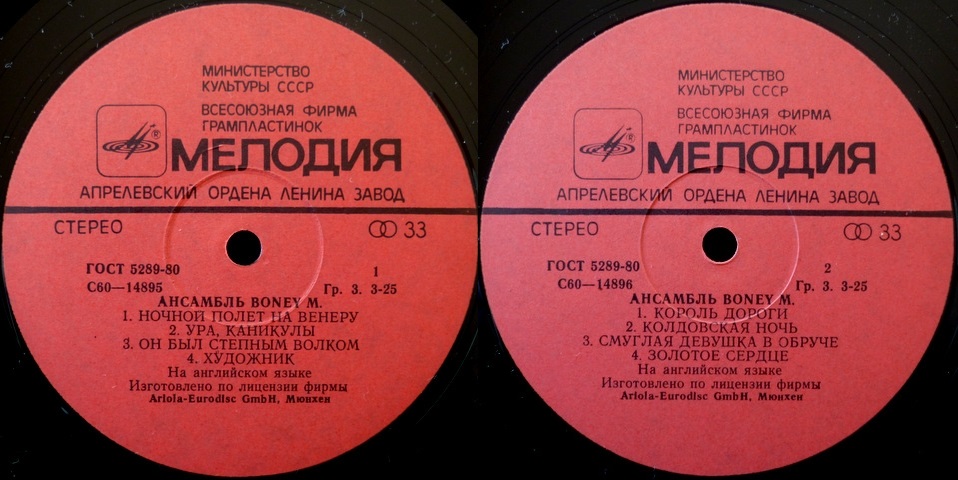 МИНИСТЕРСТВО
КУЛЬТУРЫ СССР
ВСЕСОЮЗНАЯ ФИРМА
ГРАМПЛАСТИНОК
®
МЕЛОДИЯ
АПРЕЛЕВСКИЙ ОРДЕНА ЛЕНИНА ЗАВОД
СТЕРЕО 33
ГОСТ 5289-80 1
С60—14895 Гр. 3. 3-25
АНСАМБЛЬ BONEY M.
1. НОЧНОЙ ПОЛЕТ НА ВЕНЕРУ
2. УРА, КАНИКУЛЫ
3. ОН БЫЛ СТЕПНЫМ ВОЛКОМ
4. ХУДОЖНИК
На английском языке
Изготовлено по лицензии фирмы
Ariola-Eurodisc GmbH, Мюнхен
МИНИСТЕРСТВО
КУЛЬТУРЫ СССР
ВСЕСОЮЗНАЯ ФИРМА
ГРАМПЛАСТИНОК
®
МЕЛОДИЯ
АПРЕЛЕВСКИЙ ОРДЕНА ЛЕНИНА ЗАВОД
СТЕРЕО 33
ГОСТ 5289-80 2
С60—14896 Гр. 3. 3-25
АНСАМБЛЬ BONEY M.
1. КОРОЛЬ ДОРОГИ
2. КОЛДОВСКАЯ НОЧЬ
3. СМУГЛАЯ ДЕВУШКА В ОБРУЧЕ
4. ЗОЛОТОЕ СЕРДЦЕ
На английском языке
Изготовлено по лицензии фирмы
Ariola-Eurodisc GmbH, Мюнхен